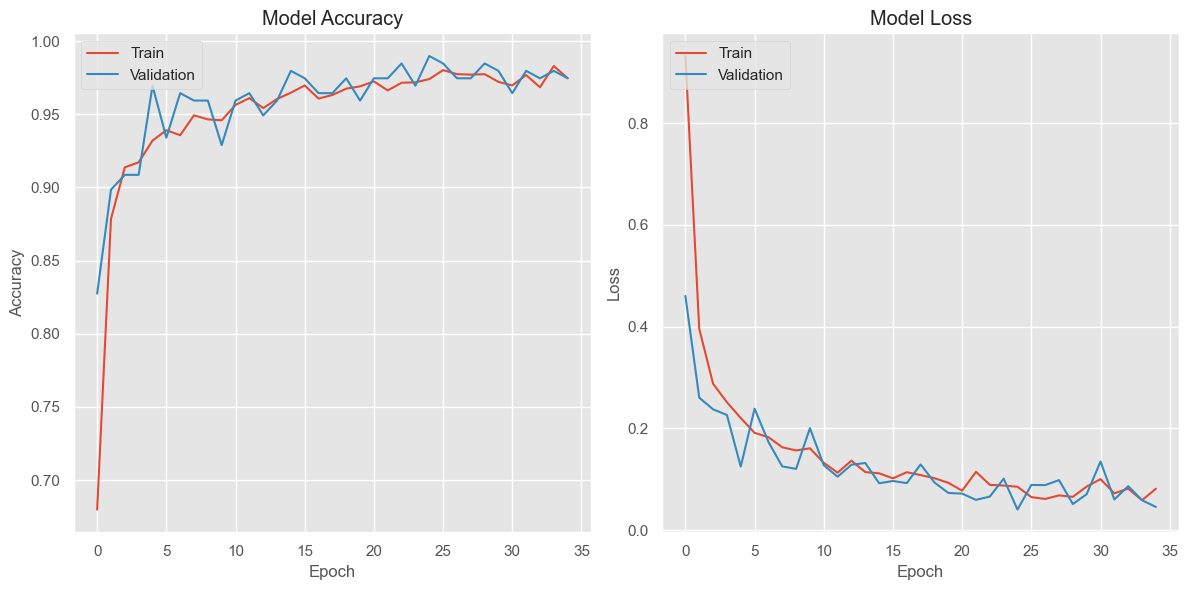 Model Accuracy
Train
Validation
1.00
0.95
0.90
0.85
0.80
0.75
0.70
Accuracy
0 5 10 15 20 25 30 35
Epoch
Model Loss
Train
Validation
0.8
0.6
0.4
0.2
0.0
Loss
0 5 10 15 20 25 30 35
Epoch